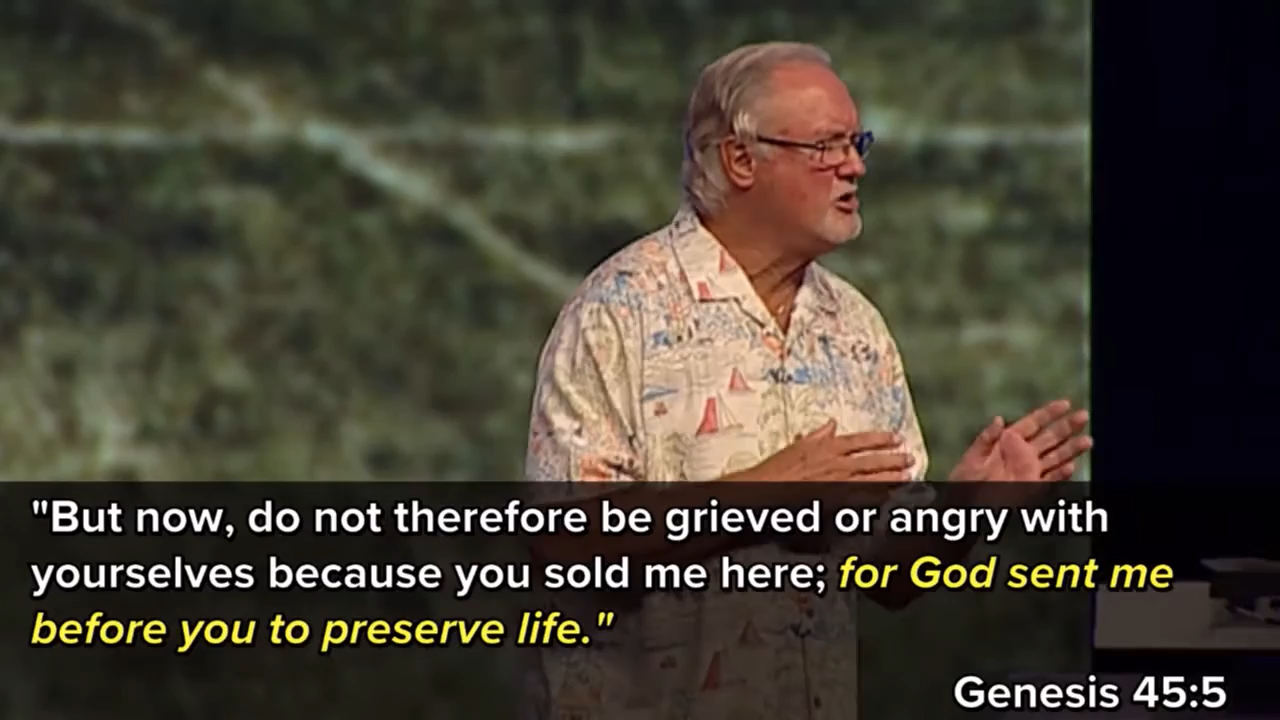 "But now, do not therefore be grieved or angry with
yourselves because you sold me here; for God sent me
before you to preserve life."
Genesis 45:5